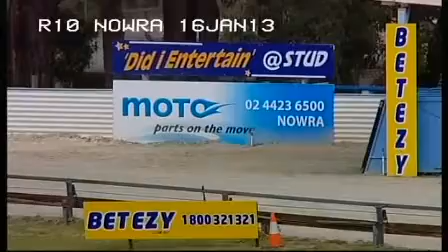 R10 NOWRA 16JAN13
'Did i Entertain' @STUD
MOTO
parts on the move
02 4423 6500
NOWRA
BETEZY
BETEZY 1800321321